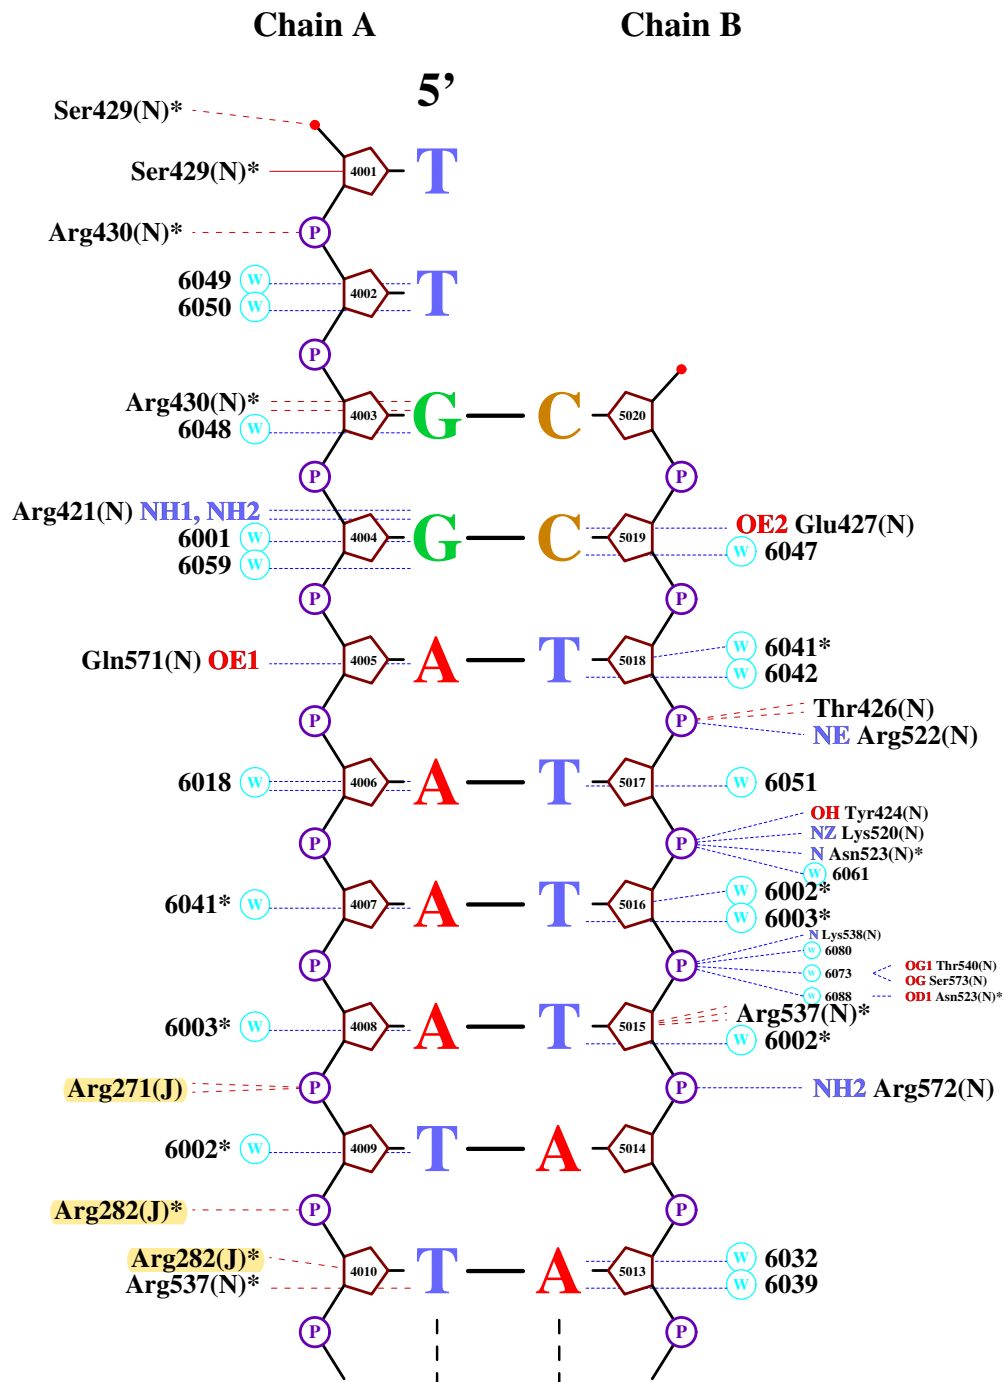 Chain A Chain B
5’
Ser429(N)*
Ser429(N)* 4001 T
Arg430(N)* P
6049 W
4002 T
6050 W
P
Arg430(N)*
4003 G C 5020
6048 W
P P
Arg421(N) NH1, NH2
OE2 Glu427(N)
6001 W 4004 G C 5019
W 6047
6059 W
P P
W 6041*
Gln571(N) OE1 4005 A T 5018
W 6042
Thr426(N)
P P
NE Arg522(N)
6018 W 4006 A T 5017 W 6051
OH Tyr424(N)
NZ Lys520(N)
P P
N Asn523(N)*
W 6061
W 6002*
6041* W 4007 A T 5016
W 6003*
N Lys538(N)
W 6080
P P
W 6073 OG1 Thr540(N)
OG Ser573(N)
W 6088 OD1 Asn523(N)*
Arg537(N)*
6003* W 4008 A T 5015
W 6002*
Arg271(J) P P NH2 Arg572(N)
6002* W 4009 T A 5014
Arg282(J)* P P
Arg282(J)*
W 6032
4010 T A 5013
Arg537(N)*
W 6039
P P